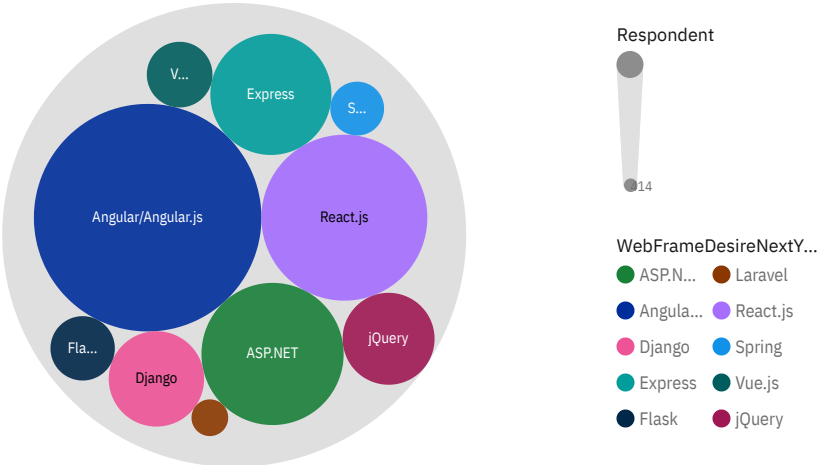 V...
Express
S...
Angular/Angular.js
React.js
Fla...
Django
ASP.NET
jQuery
Respondent
414
WebFrameDesireNextY...
ASP.N...
Laravel
Angula...
React.js
Django
Spring
Express
Vue.js
Flask
jQuery